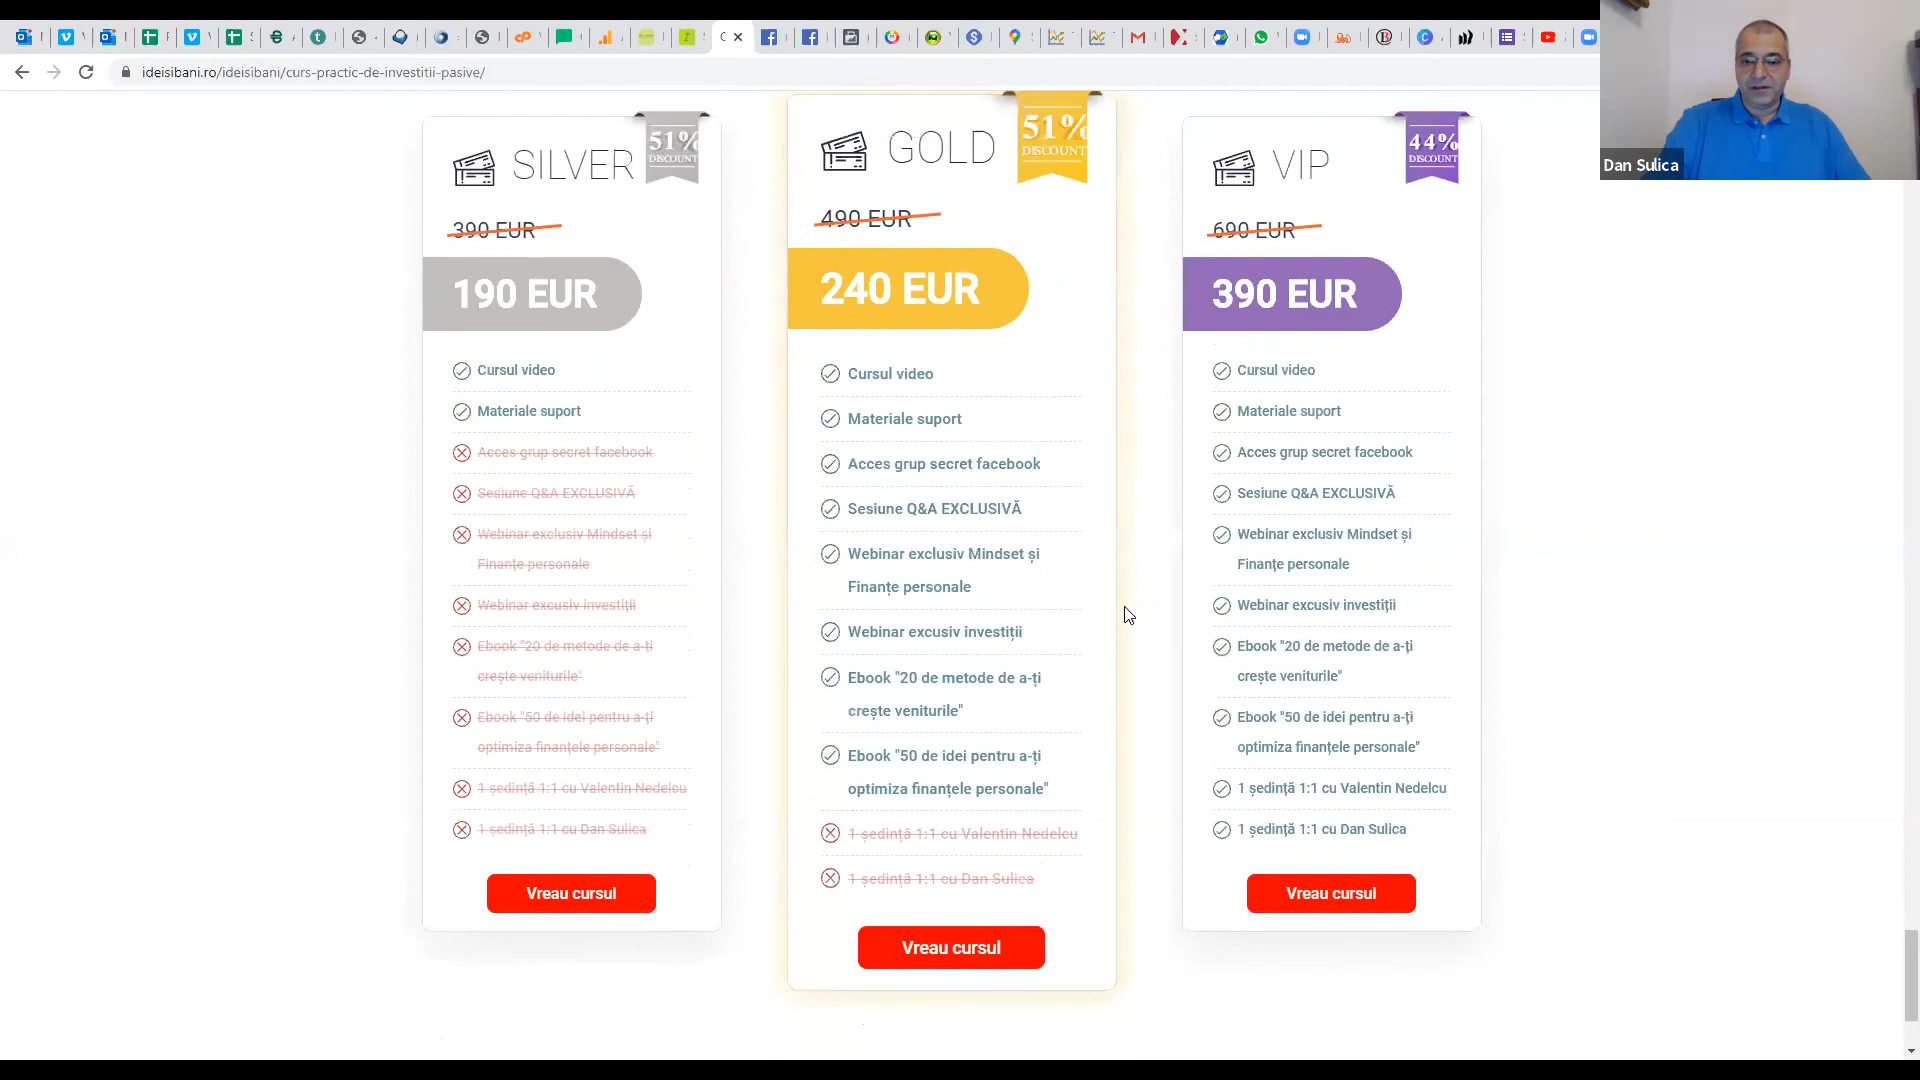 ideisibani.ro/ideisibani/curs-practic-de-investitii-pasive/
Dan Sulica
SILVER
51%
DISCOUNT
390 EUR
190 EUR
Cursul video
Materiale suport
Acces grup secret facebook
Sesiune Q&A EXCLUSIVĂ
Webinar exclusiv Mindset și
Finanțe personale
Webinar excusiv investiții
Ebook "20 de metode de a-ți
crește veniturile"
Ebook "50 de idei pentru a-ți
optimiza finanțele personale"
1 ședință 1:1 cu Valentin Nedelcu
1 ședință 1:1 cu Dan Sulica
Vreau cursul
GOLD
51%
DISCOUNT
490 EUR
240 EUR
Cursul video
Materiale suport
Acces grup secret facebook
Sesiune Q&A EXCLUSIVĂ
Webinar exclusiv Mindset și
Finanțe personale
Webinar excusiv investiții
Ebook "20 de metode de a-ți
crește veniturile"
Ebook "50 de idei pentru a-ți
optimiza finanțele personale"
1 ședință 1:1 cu Valentin Nedelcu
1 ședință 1:1 cu Dan Sulica
Vreau cursul
VIP
44%
DISCOUNT
690 EUR
390 EUR
Cursul video
Materiale suport
Acces grup secret facebook
Sesiune Q&A EXCLUSIVĂ
Webinar exclusiv Mindset și
Finanțe personale
Webinar excusiv investiții
Ebook "20 de metode de a-ți
crește veniturile"
Ebook "50 de idei pentru a-ți
optimiza finanțele personale"
1 ședință 1:1 cu Valentin Nedelcu
1 ședință 1:1 cu Dan Sulica
Vreau cursul